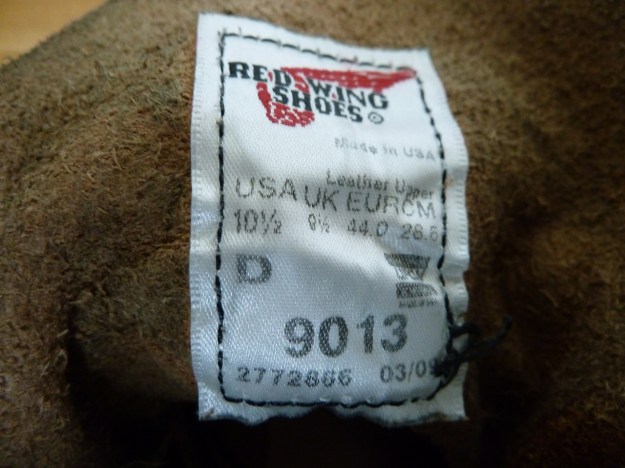 RED WING
SHOES®
Made in USA
Leather Upper
USA UK EUR CM
10½ 9½ 44.0 28.5
D
9013
2772866 03/09